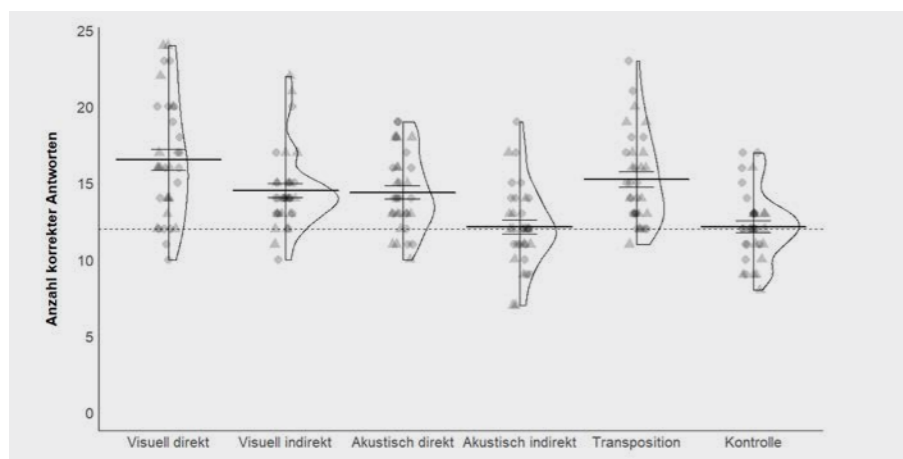 Anzahl korrekter Antworten
25
20
15
10
5
0
Visuell direkt
Visuell indirekt
Akustisch direkt
Akustisch indirekt
Transposition
Kontrolle